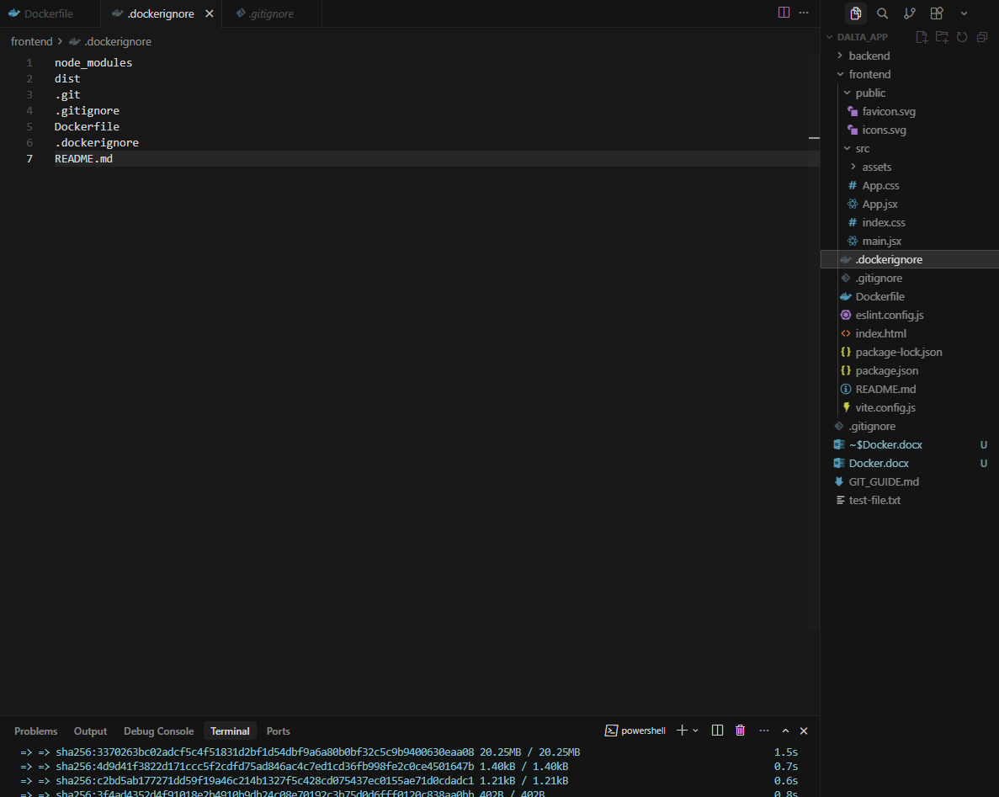 Dockerfile
.dockerignore
.gitignore
frontend > .dockerignore
1 node_modules
2 dist
3 .git
4 .gitignore
5 Dockerfile
6 .dockerignore
7 README.md
DALTA_APP
backend
frontend
public
favicon.svg
icons.svg
src
assets
App.css
App.jsx
index.css
main.jsx
.dockerignore
.gitignore
Dockerfile
eslint.config.js
index.html
package-lock.json
package.json
README.md
vite.config.js
.gitignore
~$Docker.docx U
Docker.docx U
GIT_GUIDE.md
test-file.txt
Problems Output Debug Console Terminal Ports powershell
=> => sha256:3370263bc02adcf5c4f51831d2bf1d54dbf9a6a80b0bf32c5c9b9400630eaa08 20.25MB / 20.25MB 1.5s
=> => sha256:4d9d41f3822d171ccc5f2cdfd75ad846ac4c7ed1cd36fb998fe2c0ce4501647b 1.40kB / 1.40kB 0.7s
=> => sha256:c2bd5ab177271dd59f19a46c214b1327f5c428cd075437ec0155ae71d0cdadc1 1.21kB / 1.21kB 0.6s
=> => 402B / 402B 0.8s